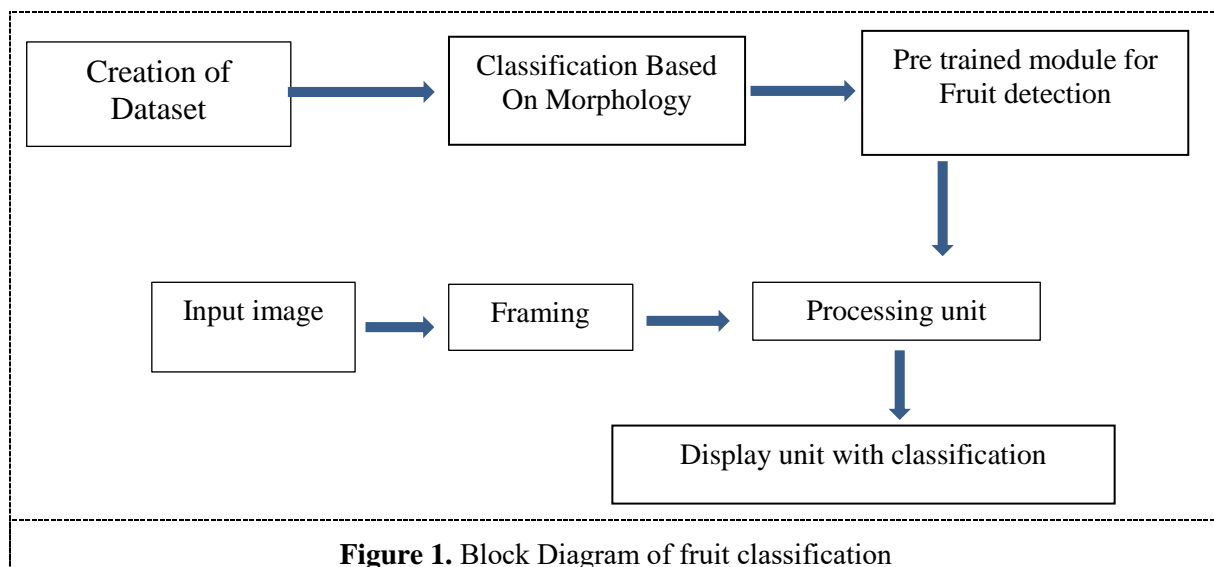 Creation of
Dataset
Classification Based
On Morphology
Pre trained module for
Fruit detection
Input image
Framing
Processing unit
Display unit with classification
Figure 1. Block Diagram of fruit classification